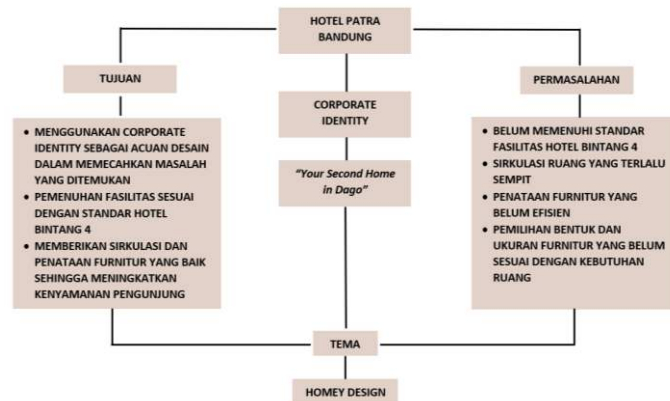 HOTEL PATRA
BANDUNG
TUJUAN
• MENGGUNAKAN CORPORATE
IDENTITY SEBAGAI ACUAN DESAIN
DALAM MEMECAHKAN MASALAH
YANG DITEMUKAN
• PEMENUHAN FASILITAS SESUAI
DENGAN STANDAR HOTEL
BINTANG 4
• MEMBERIKAN SIRKULASI DAN
PENATAAN FURNITUR YANG BAIK
SEHINGGA MENINGKATKAN
KENYAMANAN PENGUNJUNG
CORPORATE
IDENTITY
“Your Second Home
in Dago”
PERMASALAHAN
• BELUM MEMENUHI STANDAR
FASILITAS HOTEL BINTANG 4
• SIRKULASI RUANG YANG TERLALU
SEMPIT
• PENATAAN FURNITUR YANG
BELUM EFISIEN
• PEMILIHAN BENTUK DAN
UKURAN FURNITUR YANG BELUM
SESUAI DENGAN KEBUTUHAN
RUANG
TEMA
HOMEY DESIGN